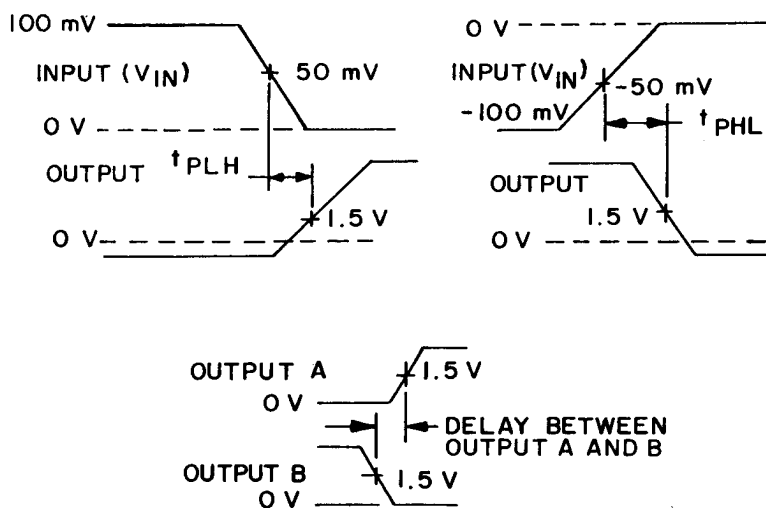 100 mV
INPUT (VIN)
50 mV
0 V
OUTPUT
tPLH
1.5 V
0 V
0 V
INPUT (VIN)
-50 mV
-100 mV
tPHL
OUTPUT
1.5 V
0 V
OUTPUT A
1.5 V
0 V
DELAY BETWEEN
OUTPUT A AND B
OUTPUT B
1.5 V
0 V